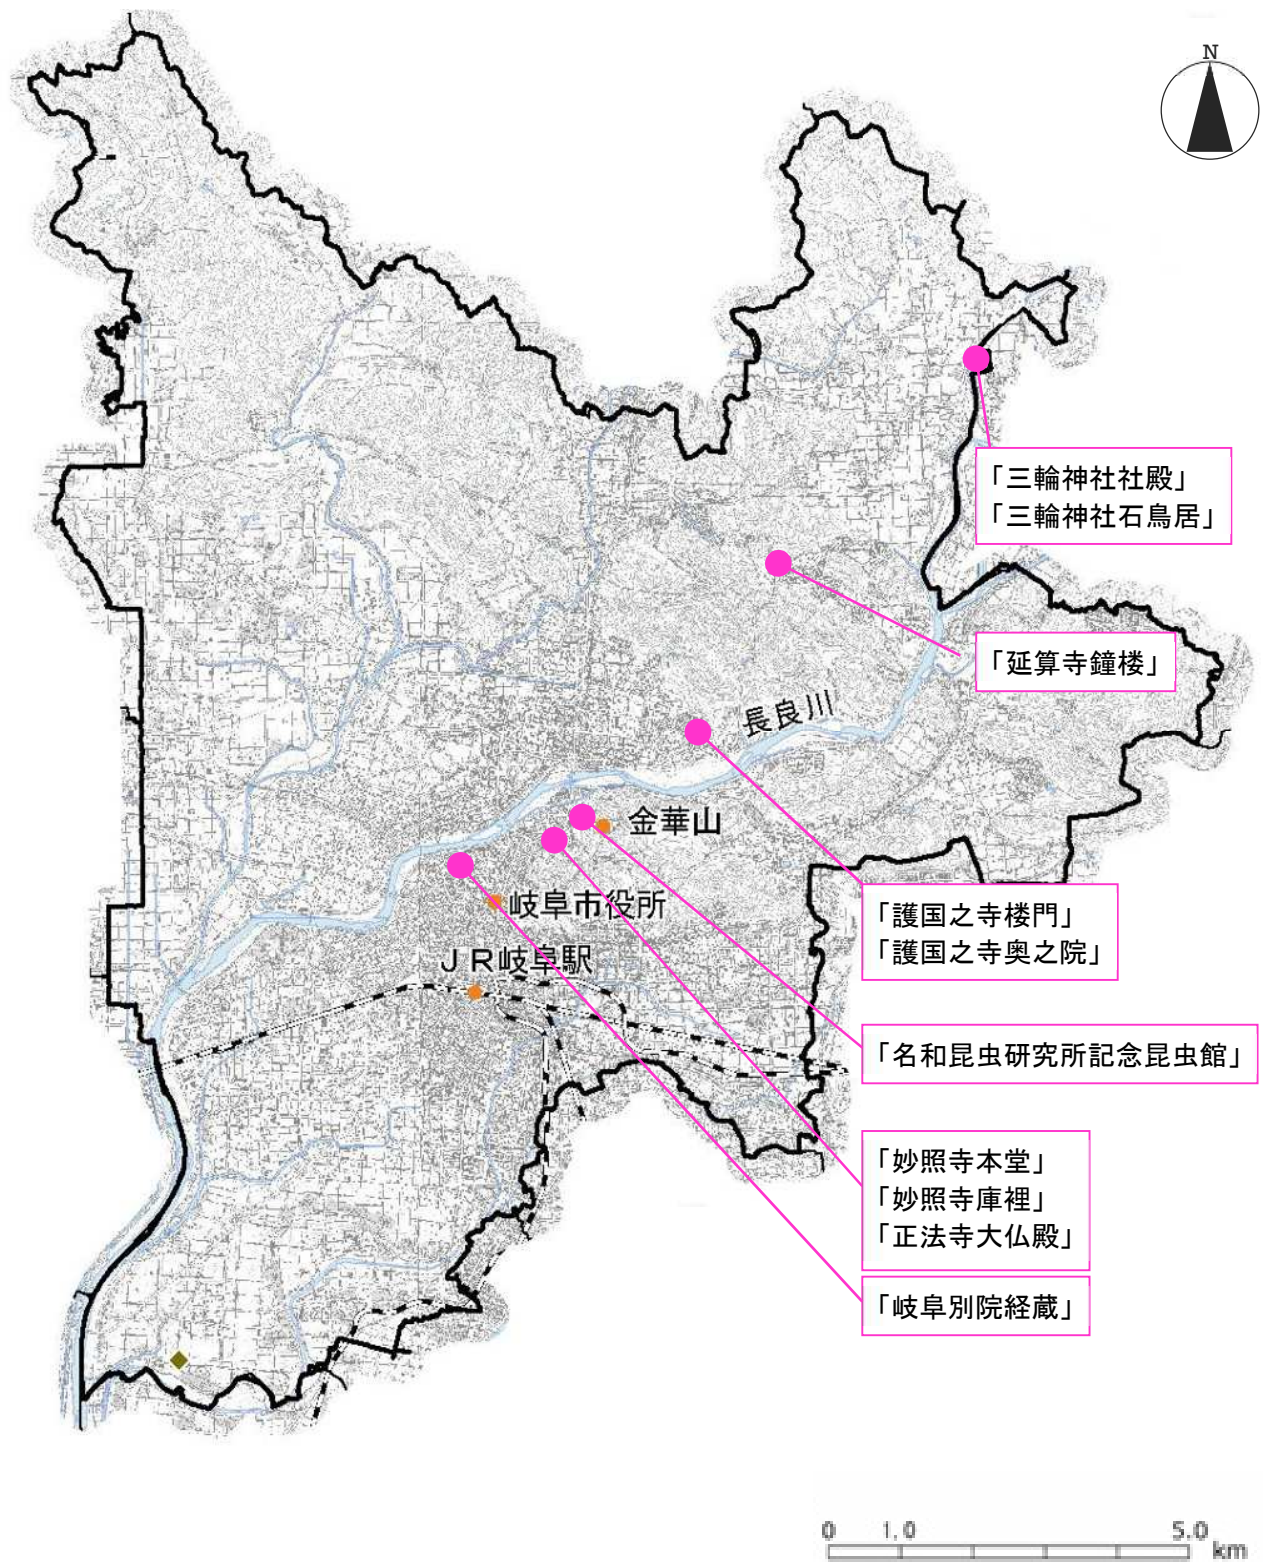 N
「三輪神社社殿」
「三輪神社石鳥居」
「延算寺鐘楼」
長良川
金華山
岐阜市役所
「護国之寺楼門」
「護国之寺奥之院」
JR岐阜駅
「名和昆虫研究所記念昆虫館」
「妙照寺本堂」
「妙照寺庫裡」
「正法寺大仏殿」
「岐阜別院経蔵」
0 1.0 5.0
km